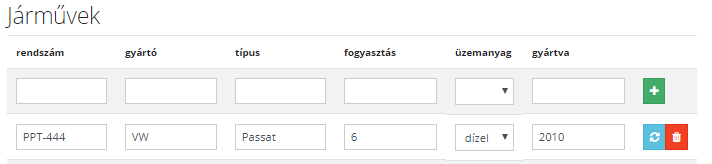 Járművek
rendszám gyártó típus fogyasztás üzemanyag gyártva
PPT-444 VW Passat 6 dízel 2010